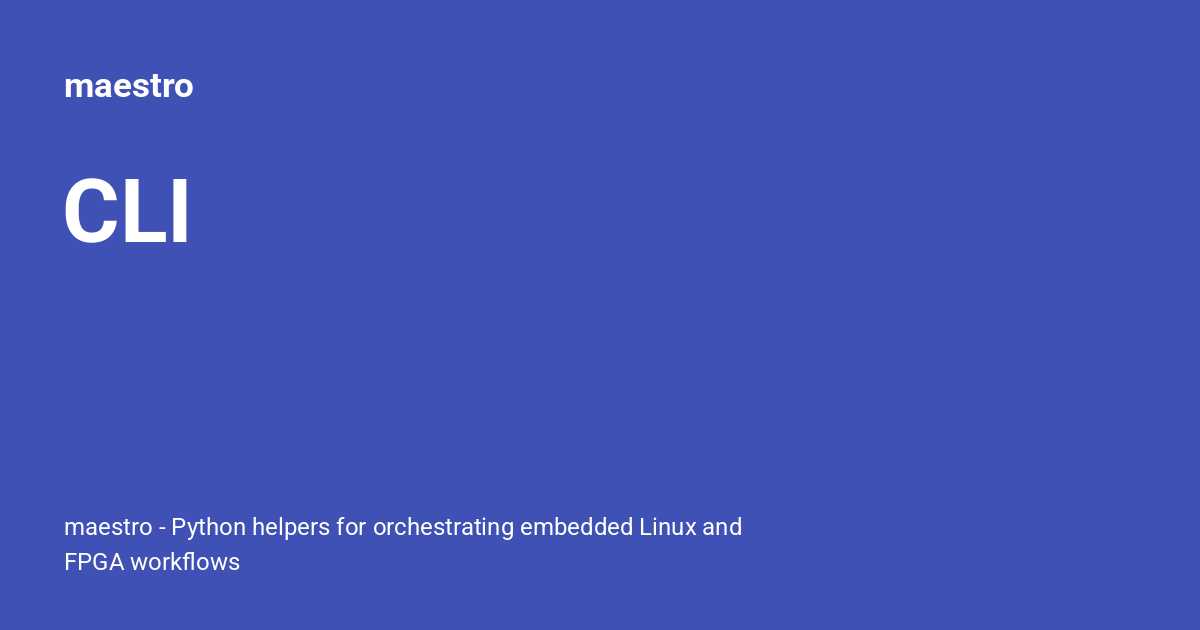 maestro
CLI
maestro - Python helpers for orchestrating embedded Linux and
FPGA workflows